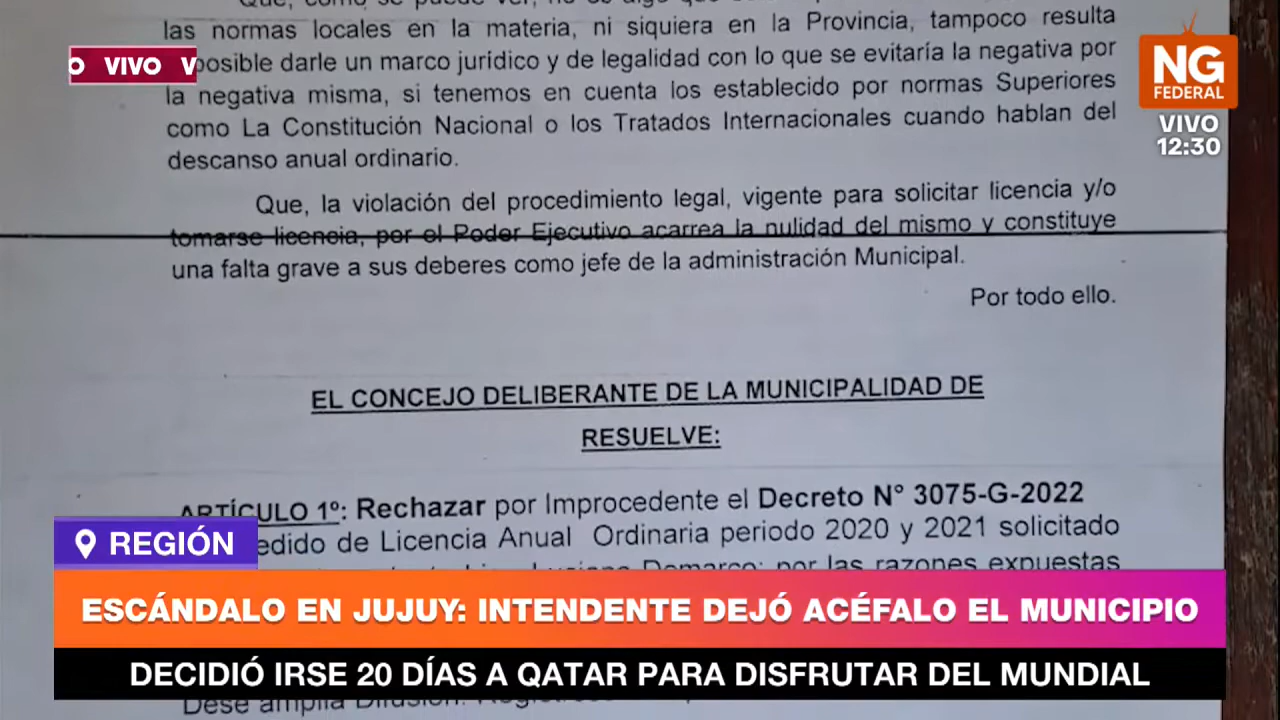 las normas locales en la materia, ni siquiera en la Provincia, tampoco resulta
O VIVO V
posible darle un marco jurídico y de legalidad con lo que se evitaría la negativa por
la negativa misma, si tenemos en cuenta los establecido por normas Superiores
como La Constitución Nacional o los Tratados Internacionales cuando hablan del
descanso anual ordinario.
NG
FEDERAL
VIVO
12:30
Que, la violación del procedimiento legal, vigente para solicitar licencia y/o
tomarse licencia, por el Poder Ejecutivo acarrea la nulidad del mismo y constituye
una falta grave a sus deberes como jefe de la administración Municipal.
Por todo ello.
EL CONCEJO DELIBERANTE DE LA MUNICIPALIDAD DE
RESUELVE:
ARTÍCULO 1º: Rechazar por Improcedente el Decreto N° 3075-G-2022
edido de Licencia Anual Ordinaria periodo 2020 y 2021 solicitado
Demarco; por las razones expuestas
REGIÓN
ESCÁNDALO EN JUJUY: INTENDENTE DEJÓ ACÉFALO EL MUNICIPIO
DECIDIÓ IRSE 20 DÍAS A QATAR PARA DISFRUTAR DEL MUNDIAL